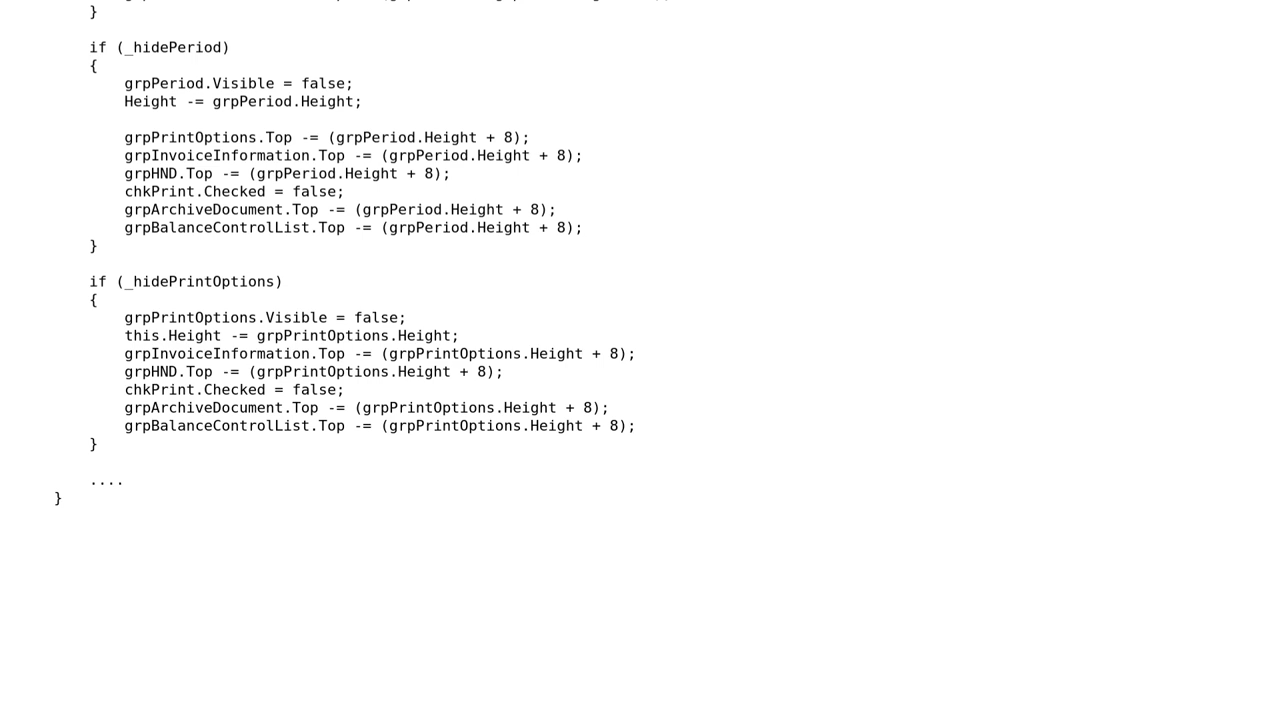 }
if (_hidePeriod)
{
grpPeriod.Visible = false;
Height -= grpPeriod.Height;
grpPrintOptions.Top -= (grpPeriod.Height + 8);
grpInvoiceInformation.Top -= (grpPeriod.Height + 8);
grpHND.Top -= (grpPeriod.Height + 8);
chkPrint.Checked = false;
grpArchiveDocument.Top -= (grpPeriod.Height + 8);
grpBalanceControlList.Top -= (grpPeriod.Height + 8);
}
if (_hidePrintOptions)
{
grpPrintOptions.Visible = false;
this.Height -= grpPrintOptions.Height;
grpInvoiceInformation.Top -= (grpPrintOptions.Height + 8);
grpHND.Top -= (grpPrintOptions.Height + 8);
chkPrint.Checked = false;
grpArchiveDocument.Top -= (grpPrintOptions.Height + 8);
grpBalanceControlList.Top -= (grpPrintOptions.Height + 8);
}
....
}